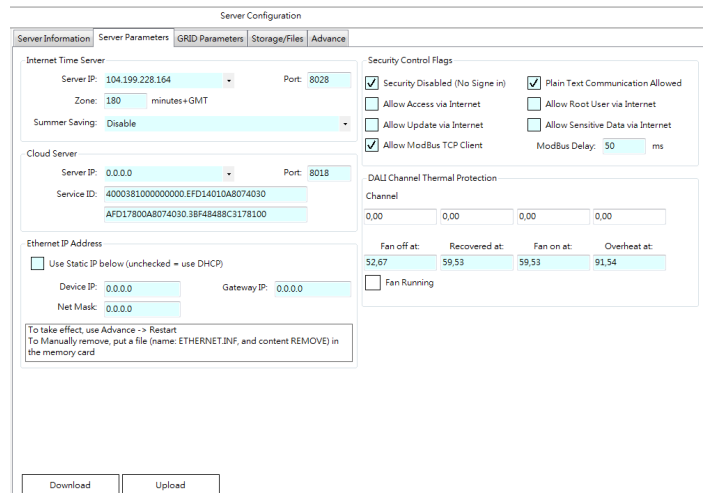 Server Configuration
Server Information Server Parameters GRID Parameters Storage/Files Advance
Internet Time Server
Server IP: 104.199.228.164 Port: 8028
Zone: 180 minutes+GMT
Summer Saving: Disable
Cloud Server
Server IP: 0.0.0.0 Port: 8018
Service ID: 4000381000000000.EFD14010A8074030
AFD17800A8074030.3BF48488C3178100
Ethernet IP Address
Use Static IP below (unchecked = use DHCP)
Device IP: 0.0.0.0 Gateway IP: 0.0.0.0
Net Mask: 0.0.0.0
To take effect, use Advance -> Restart
To Manually remove, put a file (name: ETHERNET.INF, and content REMOVE) in
the memory card
Security Control Flags
Security Disabled (No Signe in) Plain Text Communication Allowed
Allow Access via Internet Allow Root User via Internet
Allow Update via Internet Allow Sensitive Data via Internet
Allow ModBus TCP Client ModBus Delay: 50 ms
DALI Channel Thermal Protection
Channel
0,00 0,00 0,00 0,00
Fan off at: Recovered at: Fan on at: Overheat at:
52,67 59,53 59,53 91,54
Fan Running
Download Upload